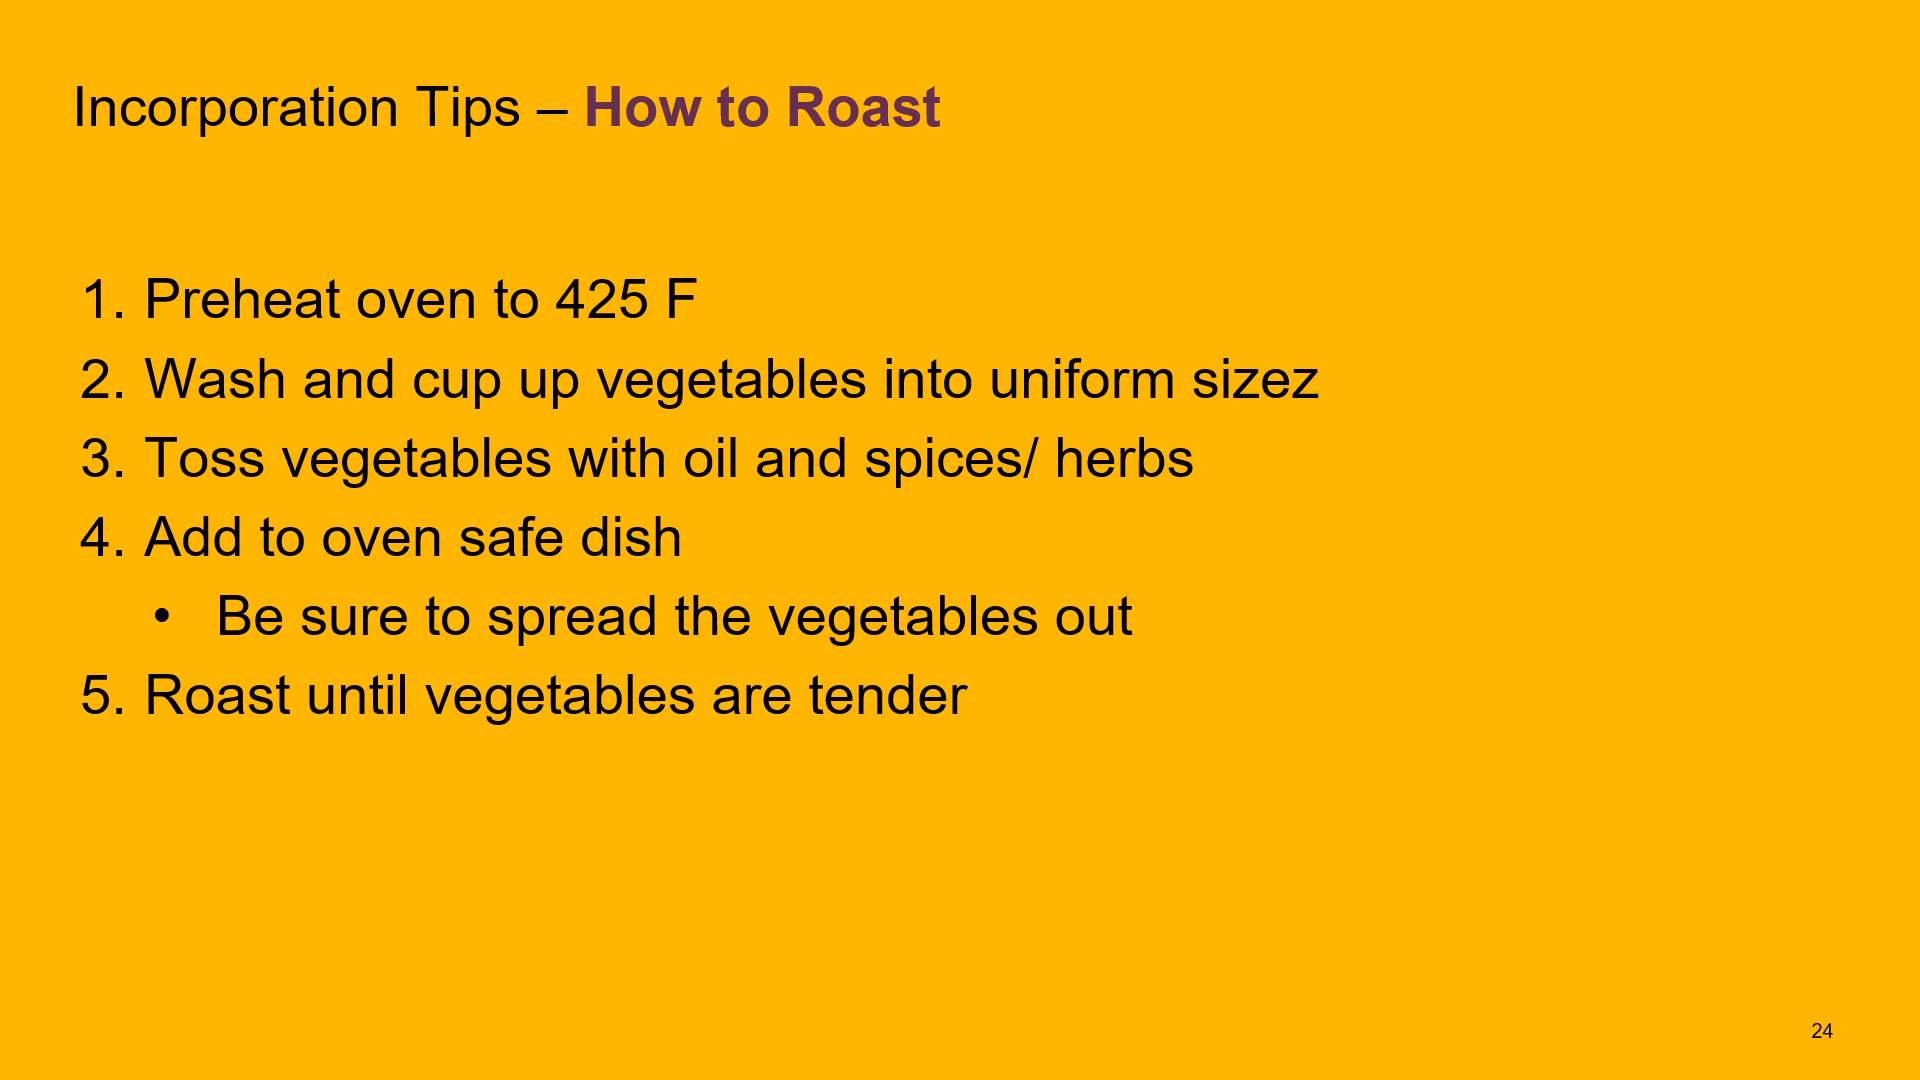 Incorporation Tips – How to Roast
1. Preheat oven to 425 F
2. Wash and cup up vegetables into uniform sizez
3. Toss vegetables with oil and spices/ herbs
4. Add to oven safe dish
• Be sure to spread the vegetables out
5. Roast until vegetables are tender
24